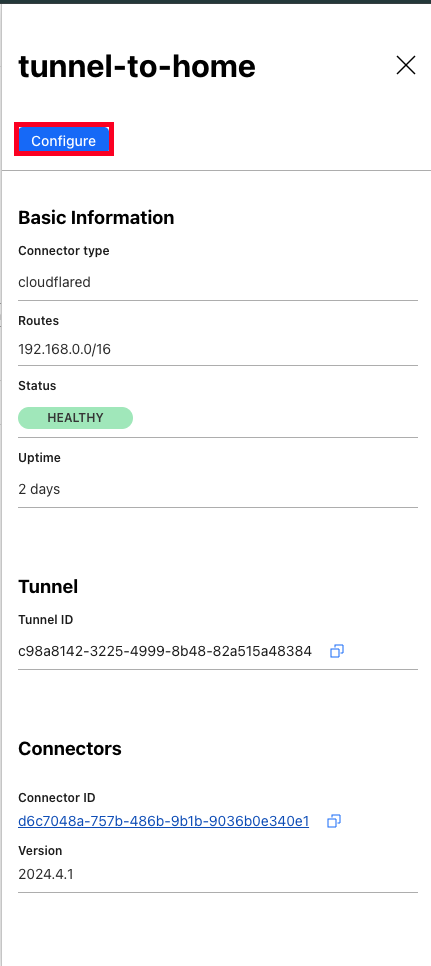 tunnel-to-home
Configure
Basic Information
Connector type
cloudflared
Routes
192.168.0.0/16
Status
HEALTHY
Uptime
2 days
Tunnel
Tunnel ID
c98a8142-3225-4999-8b48-82a515a48384
Connectors
Connector ID
d6c7048a-757b-486b-9b1b-9036b0e340e1
Version
2024.4.1